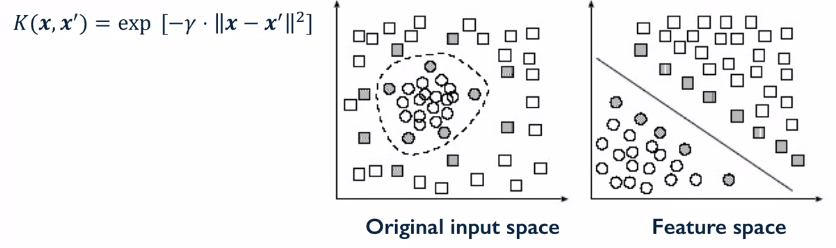 K(x, x′) = exp [−γ · ‖x − x′‖²]
Original input space
Feature space